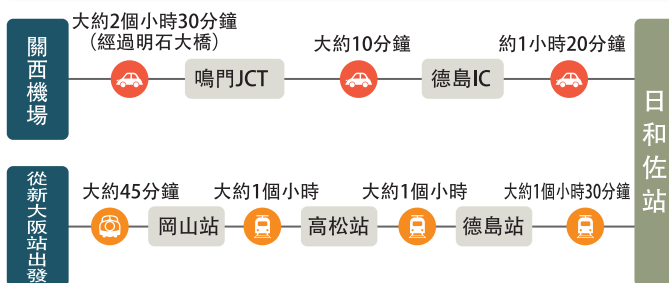 關西機場
大約2個小時30分鐘
（經過明石大橋）
鳴門JCT
大約10分鐘
德島IC
約1小時20分鐘
日和佐站
從新大阪站出發
大約45分鐘
岡山站
大約1個小時
高松站
大約1個小時
德島站
大約1個小時30分鐘